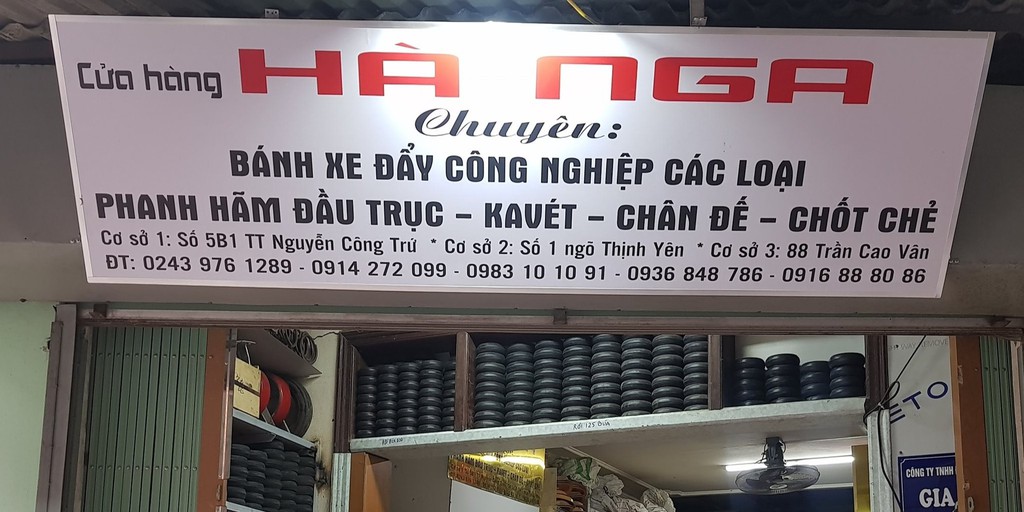 Cửa hàng HÀ NGA
Chuyên:
BÁNH XE ĐẨY CÔNG NGHIỆP CÁC LOẠI
PHANH HÃM ĐẦU TRỤC – KAVÉT – CHÂN ĐẾ – CHỐT CHẺ
Cơ sở 1: Số 5B1 TT Nguyễn Công Trứ * Cơ sở 2: Số 1 ngõ Thịnh Yên * Cơ sở 3: 88 Trần Cao Vân
ĐT: 0243 976 1289 - 0914 272 099 - 0983 10 10 91 - 0936 848 786 - 0916 88 80 86
ETO
CÔNG TY TNHH
GIA